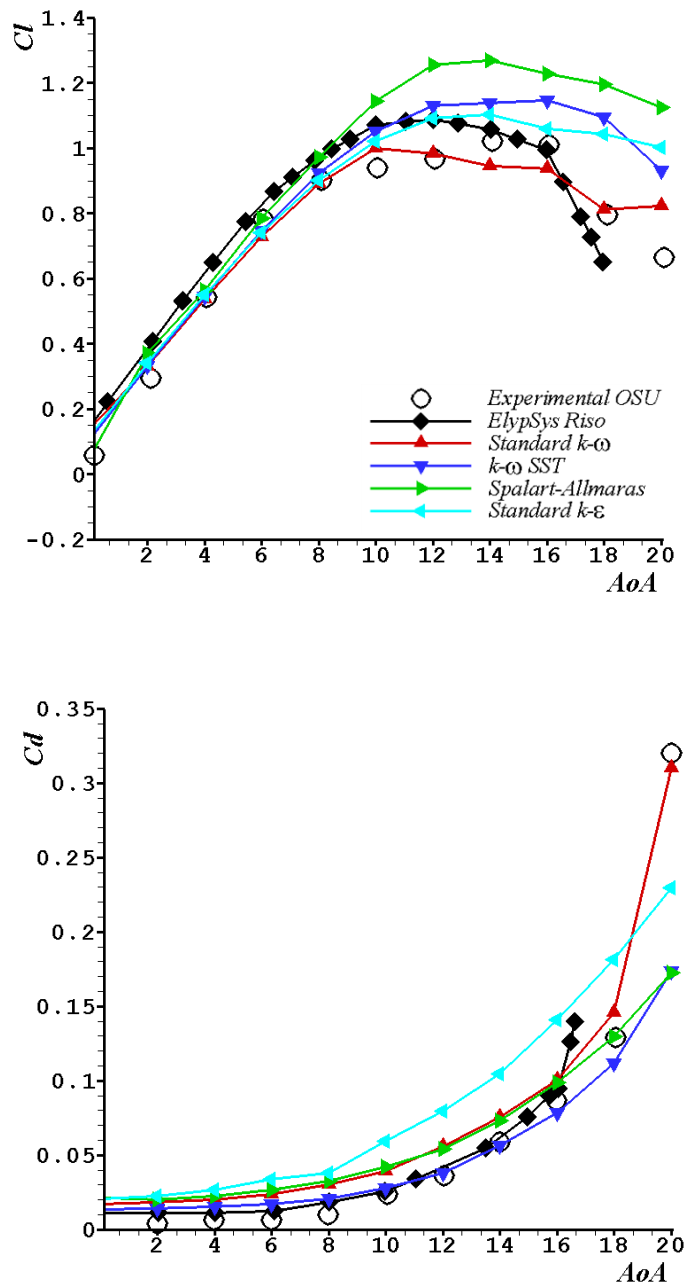 Cl
1.4
1.2
1
0.8
0.6
0.4
0.2
0
-0.2
Experimental OSU
ElypSys Riso
Standard k-ω
k-ω SST
Spalart-Allmaras
Standard k-ε
2 4 6 8 10 12 14 16 18 20
AoA
Cd
0.35
0.3
0.25
0.2
0.15
0.1
0.05
0
2 4 6 8 10 12 14 16 18 20
AoA